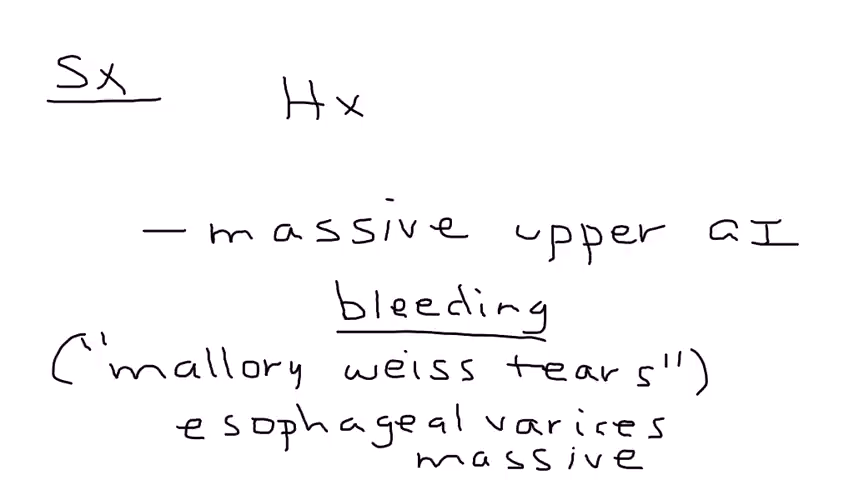 Sx
Hx
- massive upper GI
bleeding
("mallory weiss tears")
esophageal varices
massive